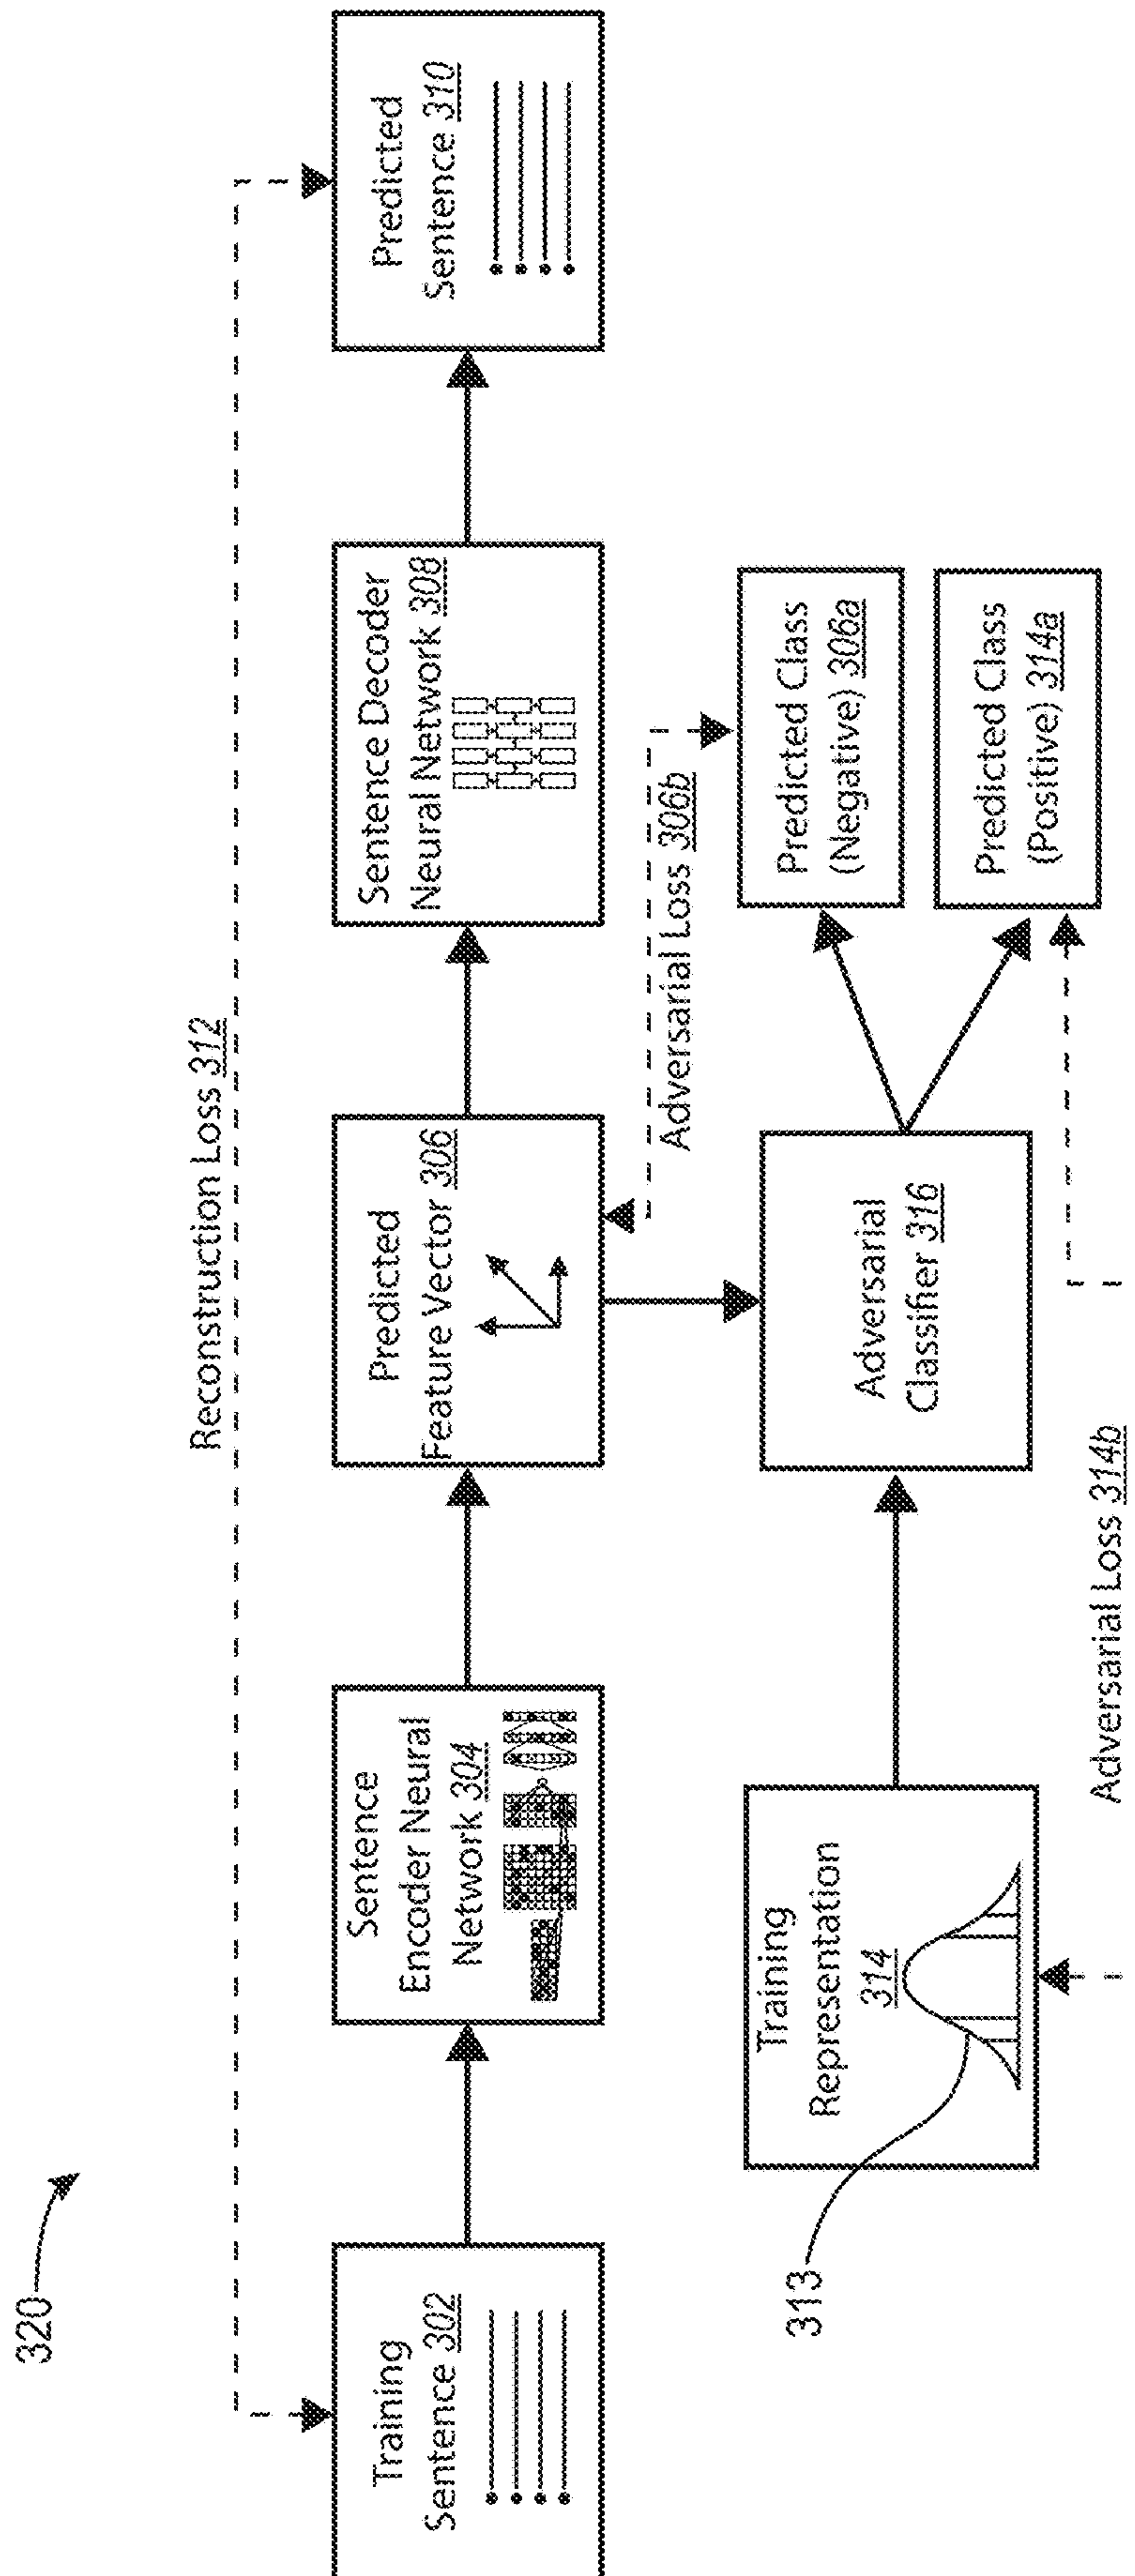 320
Reconstruction Loss 312
Training
Sentence 302
Sentence
Encoder Neural
Network 304
Predicted
Feature Vector 306
Sentence Decoder
Neural Network 308
Predicted
Sentence 310
Adversarial Loss 306b
313
Training
Representation
314
Adversarial
Classifier 316
Predicted Class
(Negative) 306a
Predicted Class
(Positive) 314a
Adversarial Loss 314b